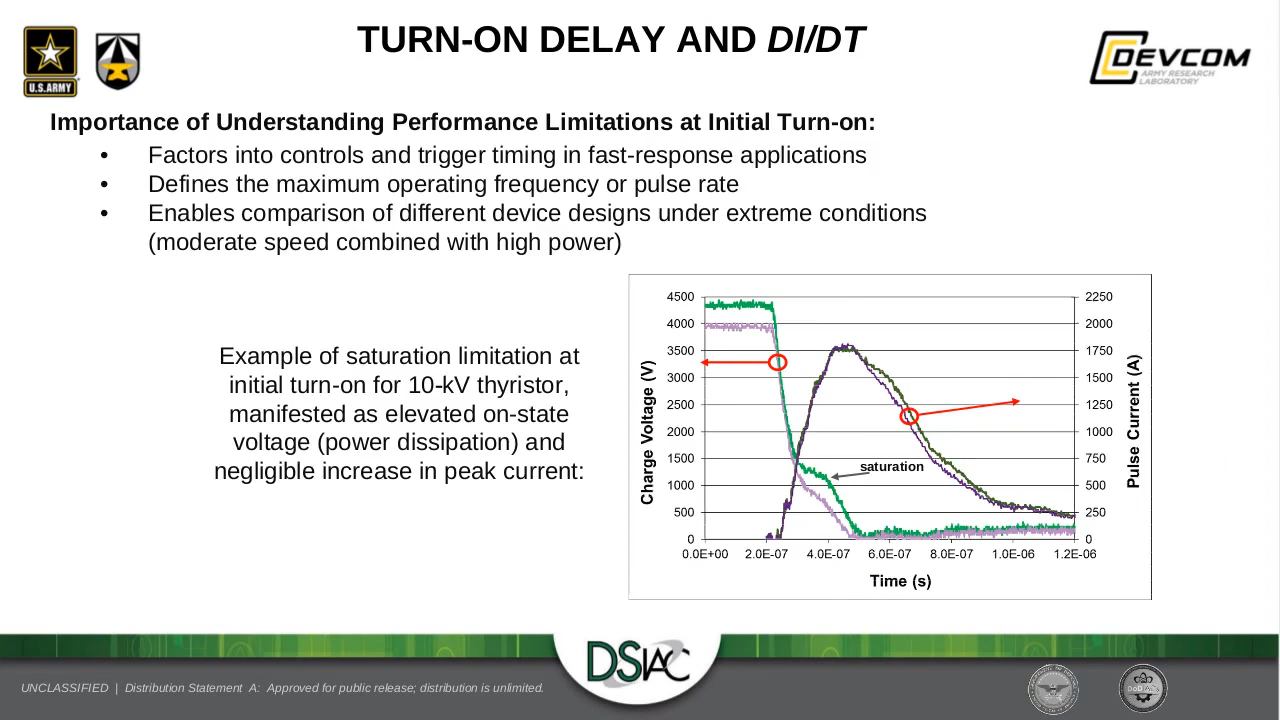 TURN-ON DELAY AND DI/DT
U.S.ARMY
DEVCOM
ARMY RESEARCH
LABORATORY
Importance of Understanding Performance Limitations at Initial Turn-on:
• Factors into controls and trigger timing in fast-response applications
• Defines the maximum operating frequency or pulse rate
• Enables comparison of different device designs under extreme conditions
(moderate speed combined with high power)
Example of saturation limitation at
initial turn-on for 10-kV thyristor,
manifested as elevated on-state
voltage (power dissipation) and
negligible increase in peak current:
Charge Voltage (V)
4500
4000
3500
3000
2500
2000
1500
1000
500
0
saturation
2250
2000
1750
1500
1250
1000
750
500
250
0
Pulse Current (A)
0.0E+00 2.0E-07 4.0E-07 6.0E-07 8.0E-07 1.0E-06 1.2E-06
Time (s)
DSIAC
UNCLASSIFIED | Distribution Statement A: Approved for public release; distribution is unlimited.